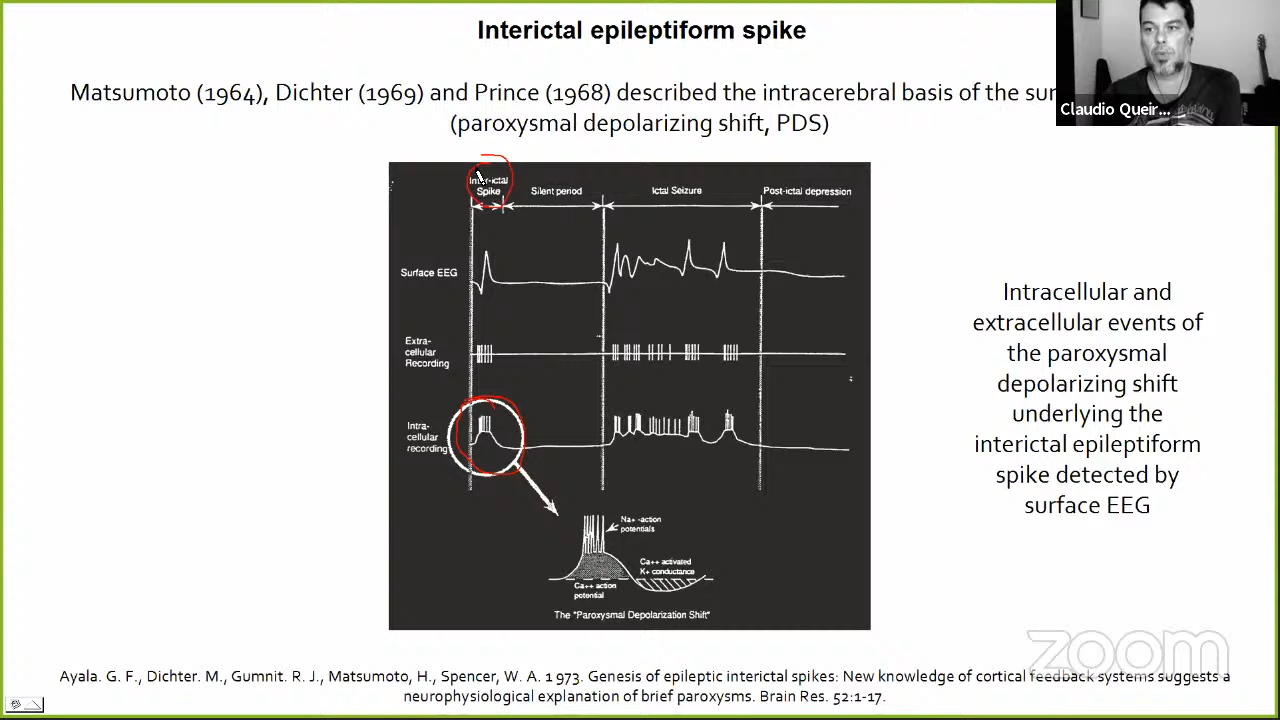 Interictal epileptiform spike
Matsumoto (1964), Dichter (1969) and Prince (1968) described the intracerebral basis of the
(paroxysmal depolarizing shift, PDS)
Claudio Queir...
Inter-ictal
Spike
Silent period
Ictal Seizure
Post-ictal depression
Surface EEG
Extra-
cellular
Recording
Intra-
cellular
recording
Na+ -action
potentials
Ca++ activated
K+ conductance
Ca++ action
potential
The "Paroxysmal Depolarization Shift"
Intracellular and
extracellular events of
the paroxysmal
depolarizing shift
underlying the
interictal epileptiform
spike detected by
surface EEG
zoom
Ayala. G. F., Dichter. M., Gumnit. R. J., Matsumoto, H., Spencer, W. A. 1 973. Genesis of epileptic interictal spikes: New knowledge of cortical feedback systems suggests a
neurophysiological explanation of brief paroxysms. Brain Res. 52:1-17.